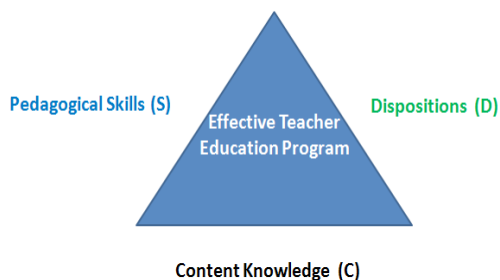 Pedagogical Skills (S)
Dispositions (D)
Effective Teacher
Education Program
Content Knowledge (C)